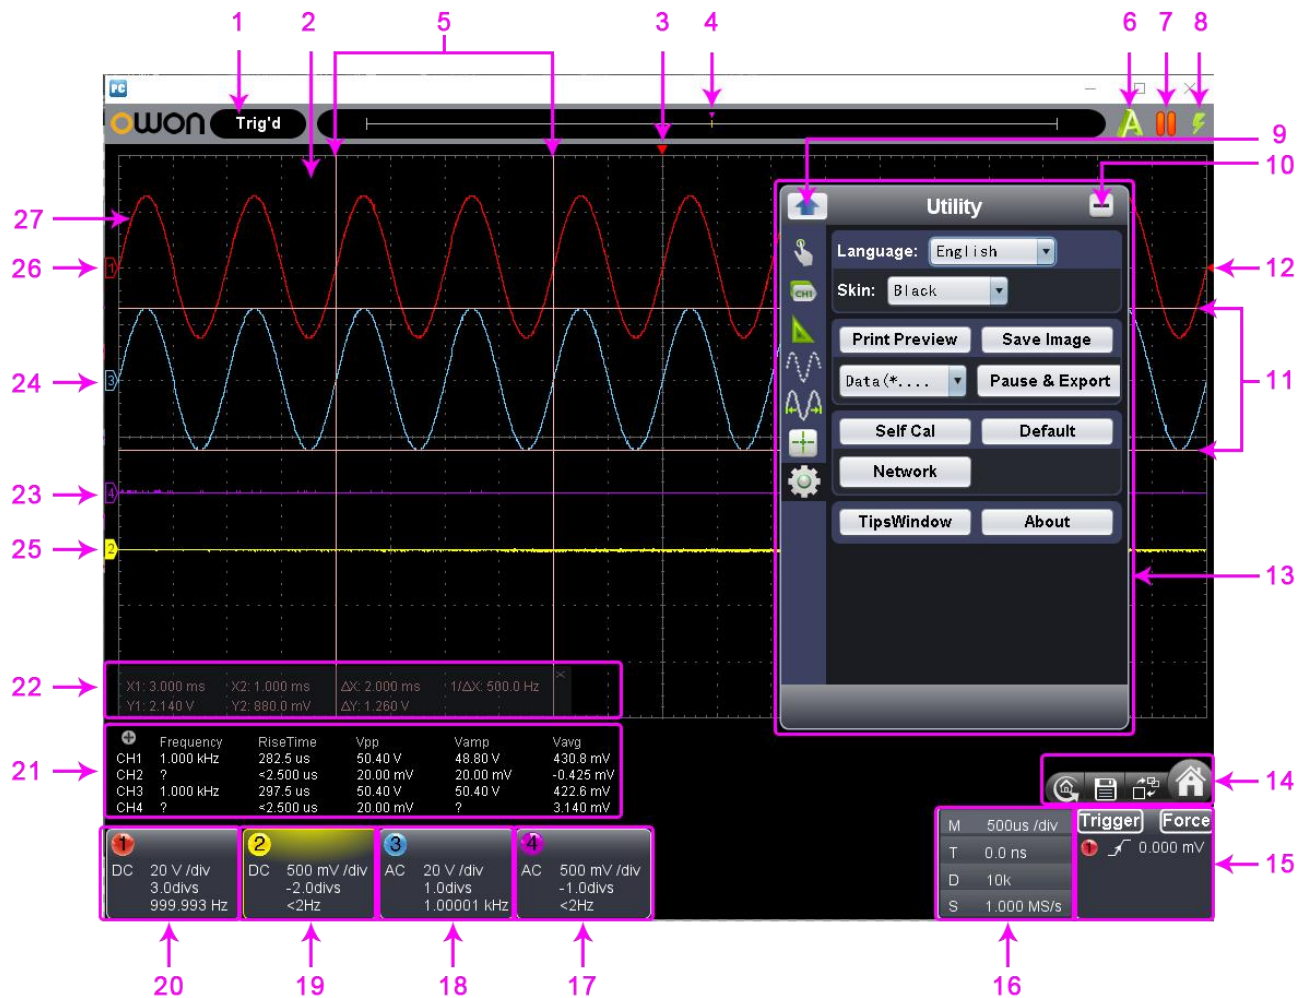 1 2 5 3 4 6 7 8
PC
owon Trig'd
9
10
Utility
27
Language: English
26
1
12
Skin: Black
CH1
Print Preview Save Image
24
3
Data(*.... Pause & Export
11
Self Cal Default
Network
23
4
TipsWindow About
25
2
13
22
X1: 3.000 ms X2: 1.000 ms ΔX: 2.000 ms 1/ΔX: 500.0 Hz
Y1: 2.140 V Y2: 880.0 mV ΔY: 1.260 V
21
Frequency RiseTime Vpp Vamp Vavg
CH1 1.000 kHz 282.5 us 50.40 V 48.80 V 430.8 mV
CH2 ? <2.500 us 20.00 mV 20.00 mV -0.425 mV
CH3 1.000 kHz 297.5 us 50.40 V 50.40 V 422.6 mV
CH4 ? <2.500 us 20.00 mV ? 3.140 mV
14
1
DC 20 V /div
3.0divs
999.993 Hz
2
DC 500 mV /div
-2.0divs
<2Hz
3
AC 20 V /div
1.0divs
1.00001 kHz
4
AC 500 mV /div
-1.0divs
<2Hz
M 500us /div
T 0.0 ns
D 10k
S 1.000 MS/s
Trigger Force
1 0.000 mV
15
20 19 18 17 16